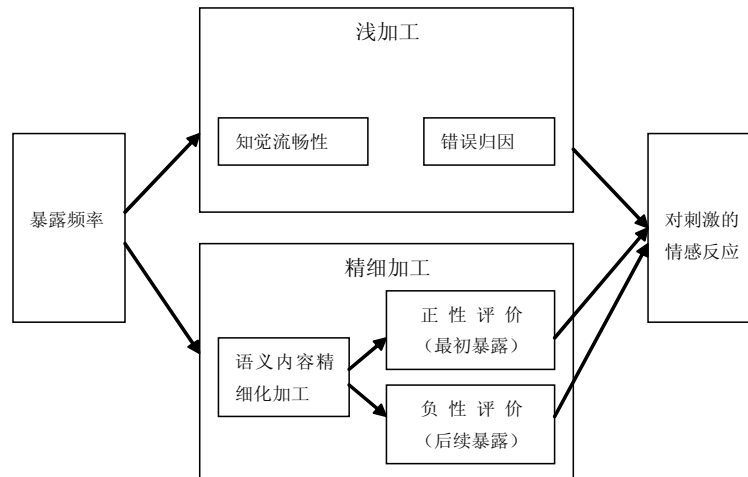 浅加工
知觉流畅性
错误归因
暴露频率
对刺激的
情感反应
精细加工
语义内容精
细化加工
正性评价
（最初暴露）
负性评价
（后续暴露）